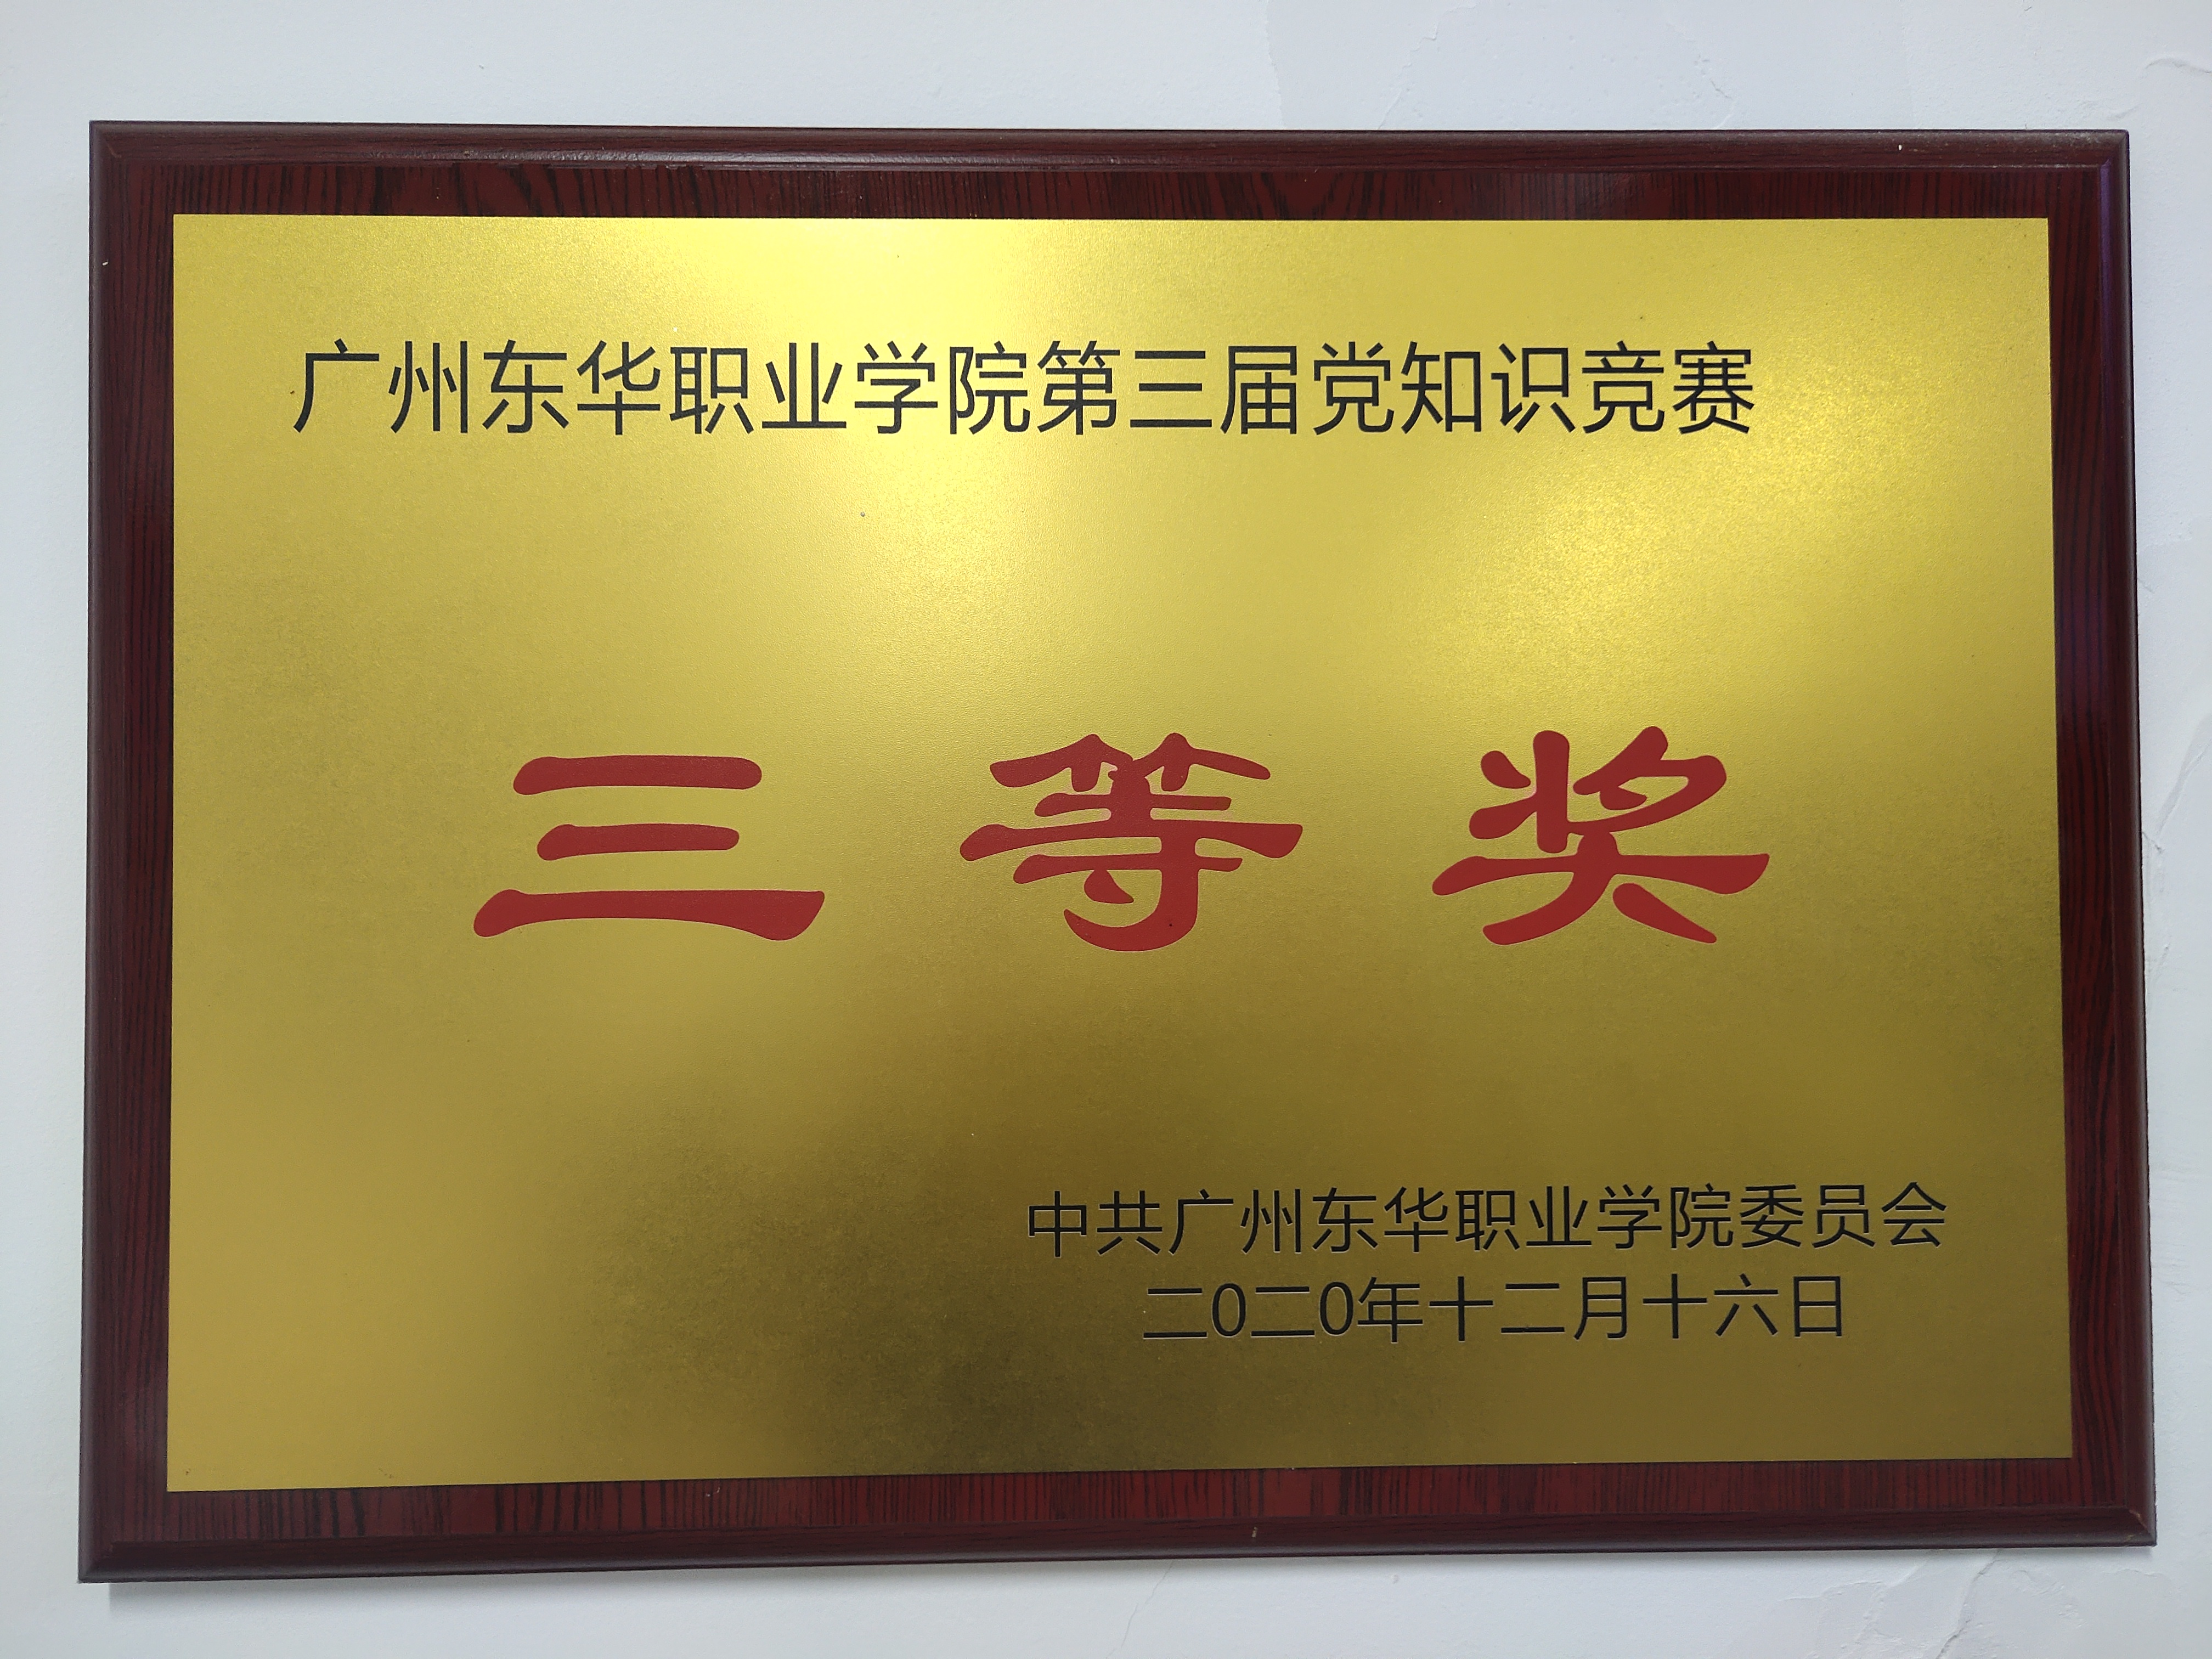 广州东华职业学院第三届党知识竞赛
三等奖
中共广州东华职业学院委员会
二0二0年十二月十六日